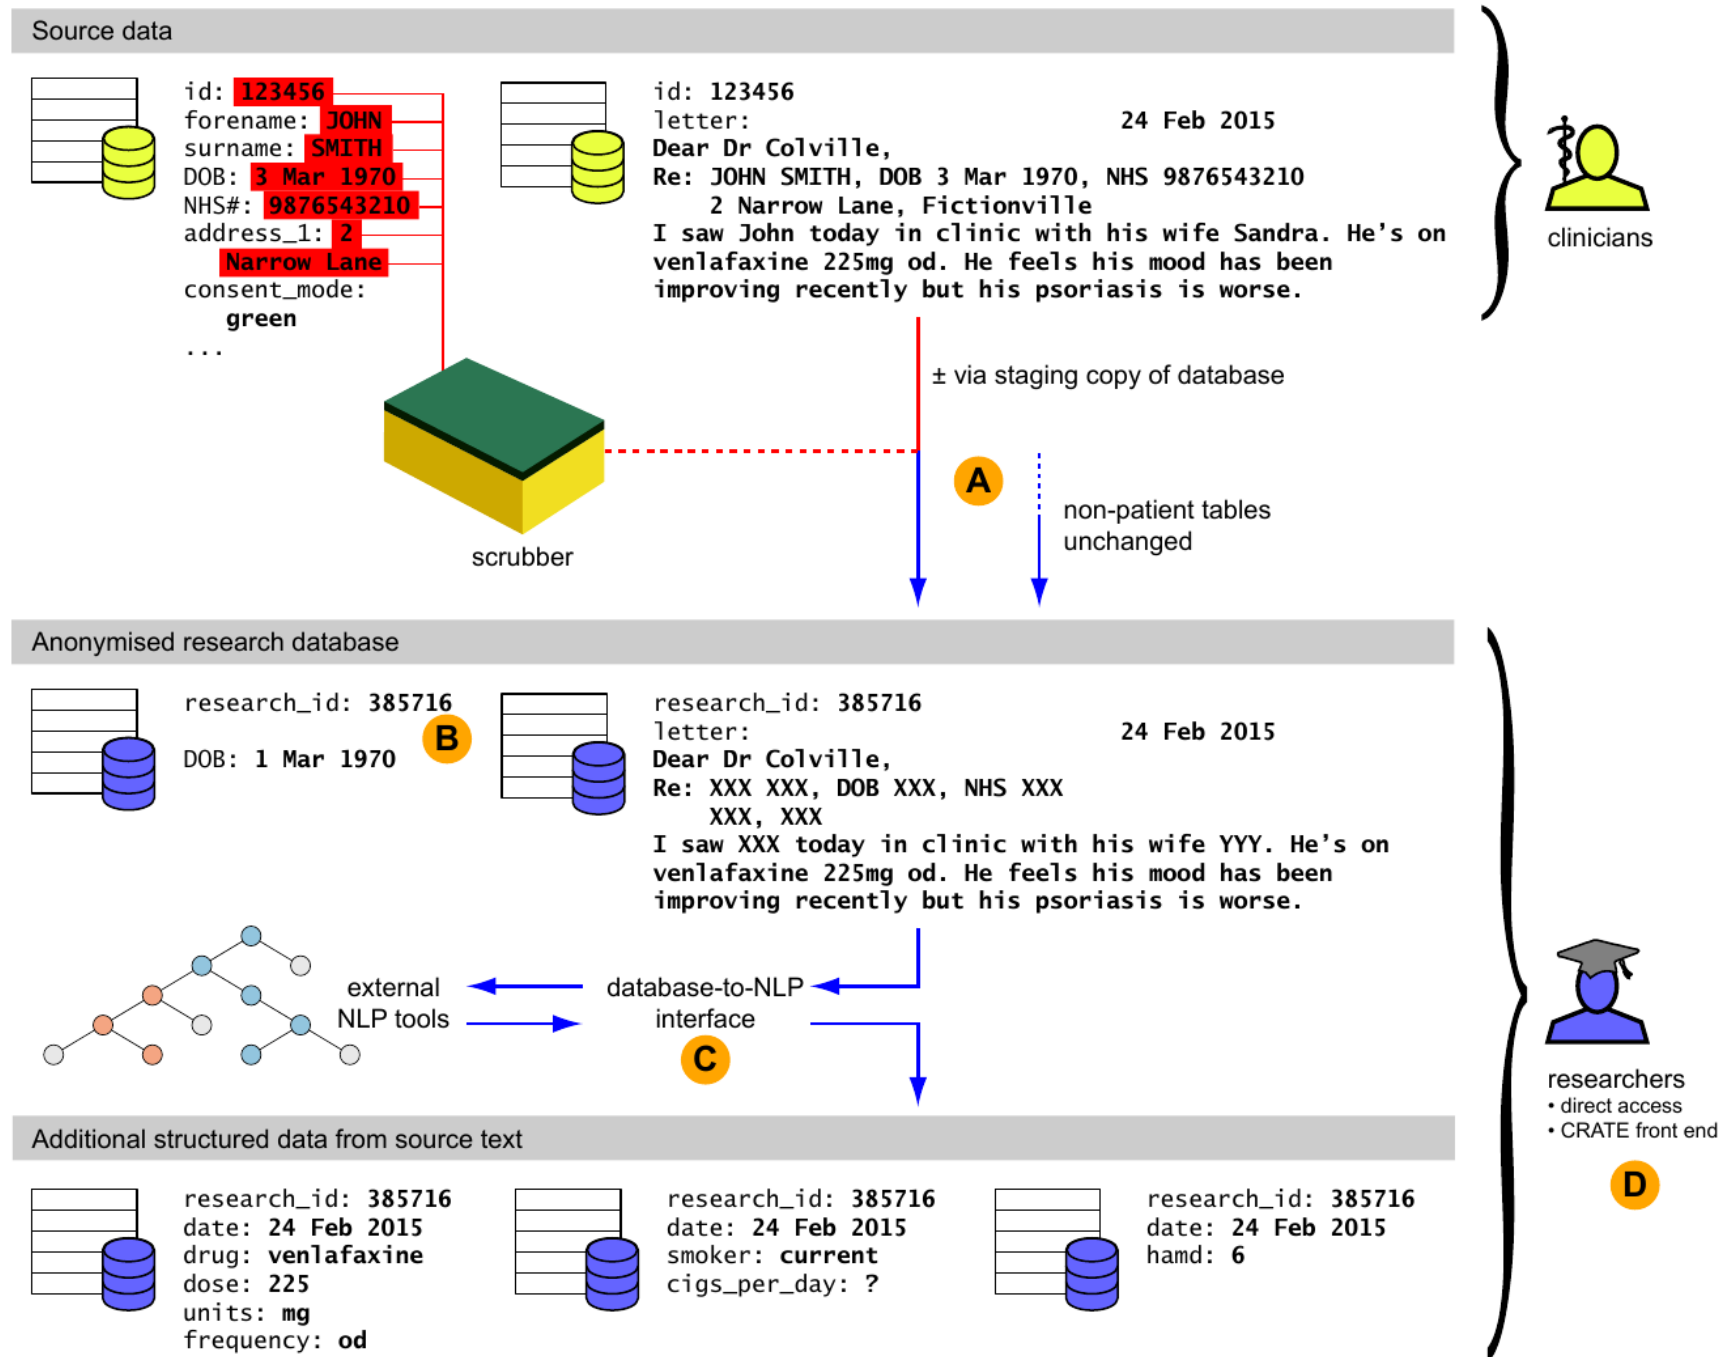 Source data
id: 123456
forename: JOHN
surname: SMITH
DOB: 3 Mar 1970
NHS#: 9876543210
address_1: 2
Narrow Lane
consent_mode:
green
...
id: 123456
letter: 24 Feb 2015
Dear Dr Colville,
Re: JOHN SMITH, DOB 3 Mar 1970, NHS 9876543210
2 Narrow Lane, Fictionville
I saw John today in clinic with his wife Sandra. He's on
venlafaxine 225mg od. He feels his mood has been
improving recently but his psoriasis is worse.
clinicians
± via staging copy of database
A
non-patient tables
unchanged
scrubber
Anonymised research database
research_id: 385716
B
DOB: 1 Mar 1970
research_id: 385716
letter: 24 Feb 2015
Dear Dr Colville,
Re: XXX XXX, DOB XXX, NHS XXX
XXX, XXX
I saw XXX today in clinic with his wife YYY. He's on
venlafaxine 225mg od. He feels his mood has been
improving recently but his psoriasis is worse.
external
NLP tools
database-to-NLP
interface
C
researchers
• direct access
• CRATE front end
D
Additional structured data from source text
research_id: 385716
date: 24 Feb 2015
drug: venlafaxine
dose: 225
units: mg
frequency: od
research_id: 385716
date: 24 Feb 2015
smoker: current
cigs_per_day: ?
research_id: 385716
date: 24 Feb 2015
hamd: 6